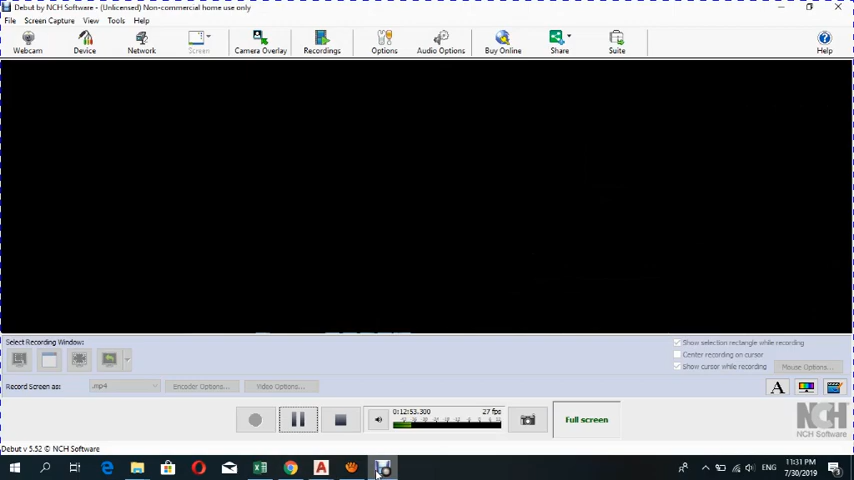 Debut by NCH Software (Unlicensed) Non-commercial home use only
File Screen Capture View Tools Help
Webcam Device Network Screen Camera Overlay Recordings Options Audio Options Buy Online Share Suite Help
Select Recording Window:
Show selection rectangle while recording
Center recording on cursor
Show cursor while recording Mouse Options...
Record Screen as: .mp4 Encoder Options... Video Options...
A
0:12:53.300 27 fps
Full screen
NCH
NCH Software
Debut v 5.52 © NCH Software
ENG
11:31 PM
7/30/2019